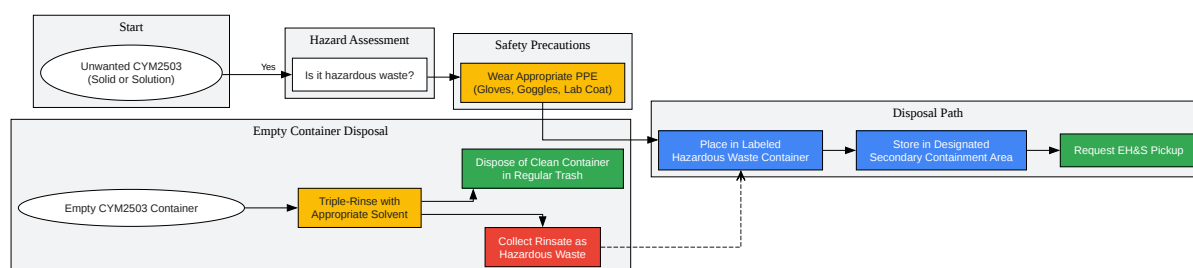 Start
Unwanted CYM2503
(Solid or Solution)
Yes
Hazard Assessment
Is it hazardous waste?
Safety Precautions
Wear Appropriate PPE
(Gloves, Goggles, Lab Coat)
Disposal Path
Place in Labeled
Hazardous Waste Container
Store in Designated
Secondary Containment Area
Request EH&S Pickup
Empty Container Disposal
Empty CYM2503 Container
Triple-Rinse with
Appropriate Solvent
Dispose of Clean Container
in Regular Trash
Collect Rinsate as
Hazardous Waste